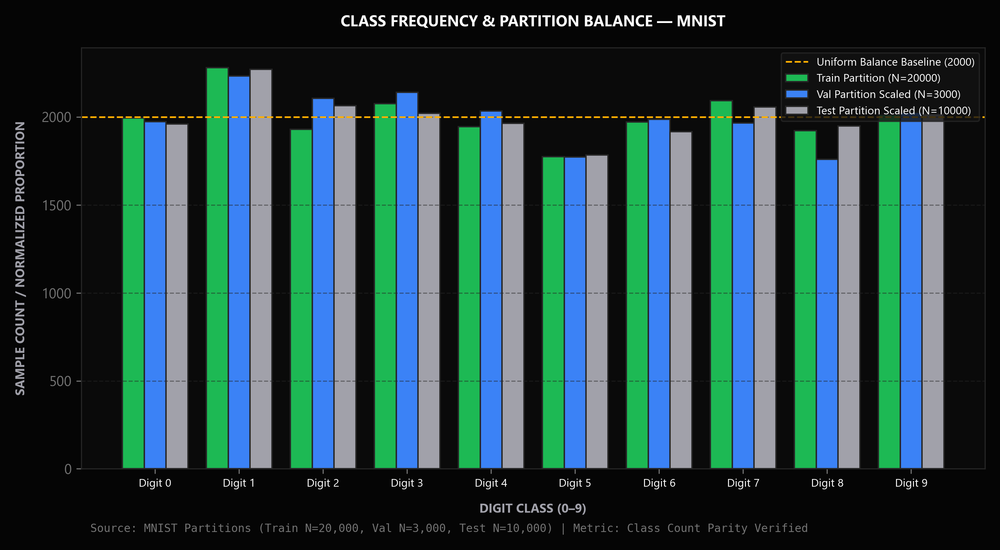 CLASS FREQUENCY & PARTITION BALANCE — MNIST
Uniform Balance Baseline (2000)
Train Partition (N=20000)
Val Partition Scaled (N=3000)
Test Partition Scaled (N=10000)
SAMPLE COUNT / NORMALIZED PROPORTION
2000
1500
1000
500
0
Digit 0 Digit 1 Digit 2 Digit 3 Digit 4 Digit 5 Digit 6 Digit 7 Digit 8 Digit 9
DIGIT CLASS (0–9)
Source: MNIST Partitions (Train N=20,000, Val N=3,000, Test N=10,000) | Metric: Class Count Parity Verified